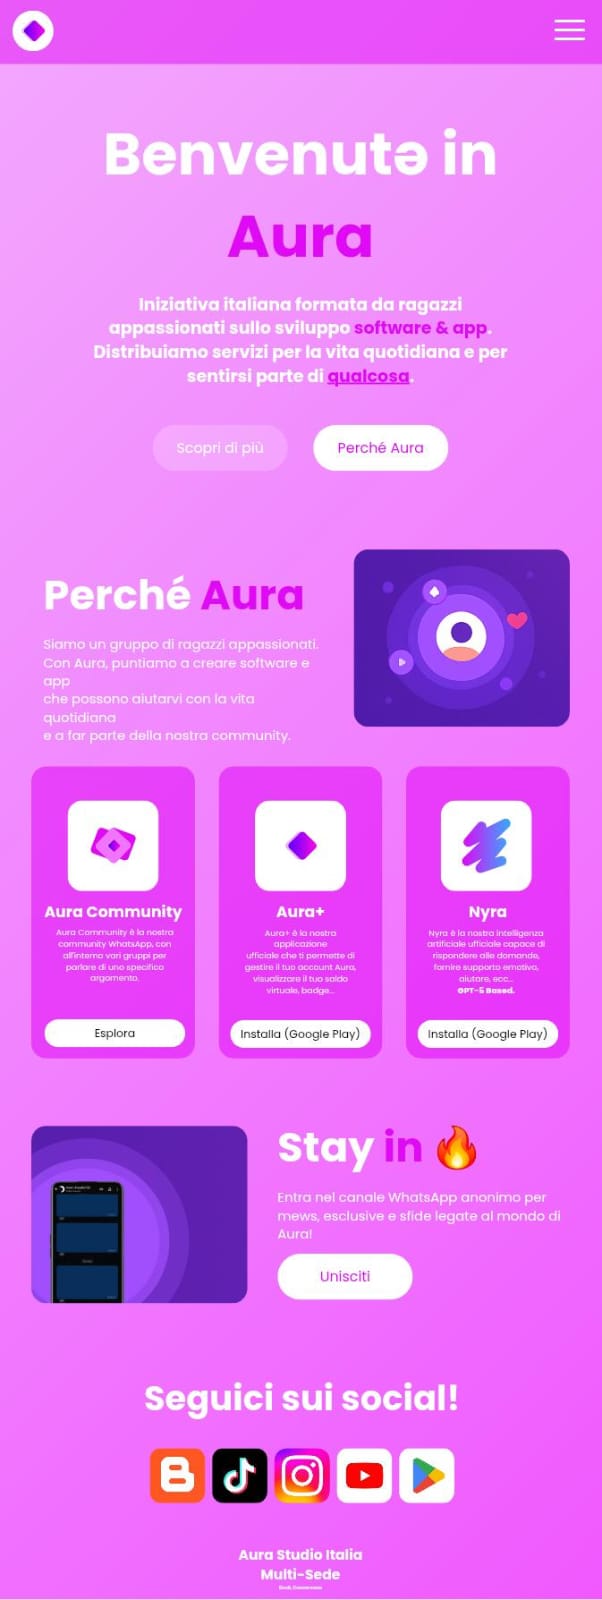 Benvenutə in
Aura
Iniziativa italiana formata da ragazzi
appassionati sullo sviluppo software & app.
Distribuiamo servizi per la vita quotidiana e per
sentirsi parte di qualcosa.
Scopri di più
Perché Aura
Perché Aura
Siamo un gruppo di ragazzi appassionati.
Con Aura, puntiamo a creare software e
app
che possono aiutarvi con la vita
quotidiana
e a far parte della nostra community.
Aura Community
Aura Community è la nostra
community WhatsApp, con
all'interno vari gruppi per
parlare di uno specifico
argomento.
Esplora
Aura+
Aura+ è la nostra
applicazione
ufficiale che ti permette di
gestire il tuo account Aura,
visualizzare il tuo saldo
virtuale, badge...
Installa (Google Play)
Nyra
Nyra è la nostra intelligenza
artificiale ufficiale capace di
rispondere alle domande,
fornire supporto emotivo,
aiutare, ecc...
GPT-5 Based.
Installa (Google Play)
Stay in 🔥
Entra nel canale WhatsApp anonimo per
mews, esclusive e sfide legate al mondo di
Aura!
Unisciti
Seguici sui social!
Aura Studio Italia
Multi-Sede